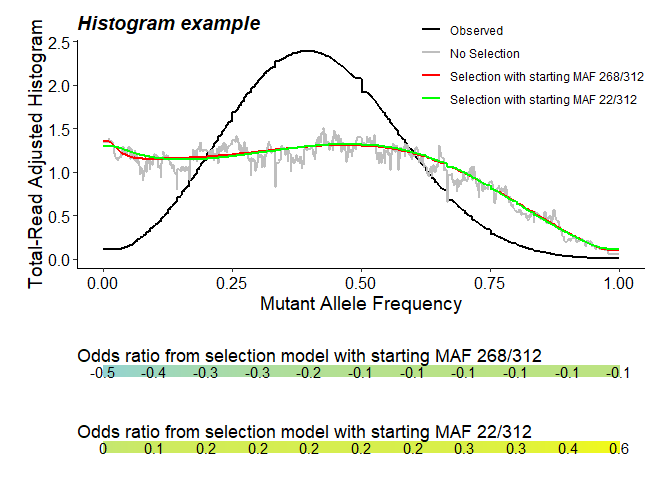 Histogram example
Observed
No Selection
Selection with starting MAF 268/312
Selection with starting MAF 22/312
Total-Read Adjusted Histogram
2.5
2.0
1.5
1.0
0.5
0.0
0.00 0.25 0.50 0.75 1.00
Mutant Allele Frequency
Odds ratio from selection model with starting MAF 268/312
-0.5 -0.4 -0.3 -0.3 -0.2 -0.1 -0.1 -0.1 -0.1 -0.1
Odds ratio from selection model with starting MAF 22/312
0 0.1 0.2 0.2 0.2 0.2 0.3 0.3 0.4 0.6